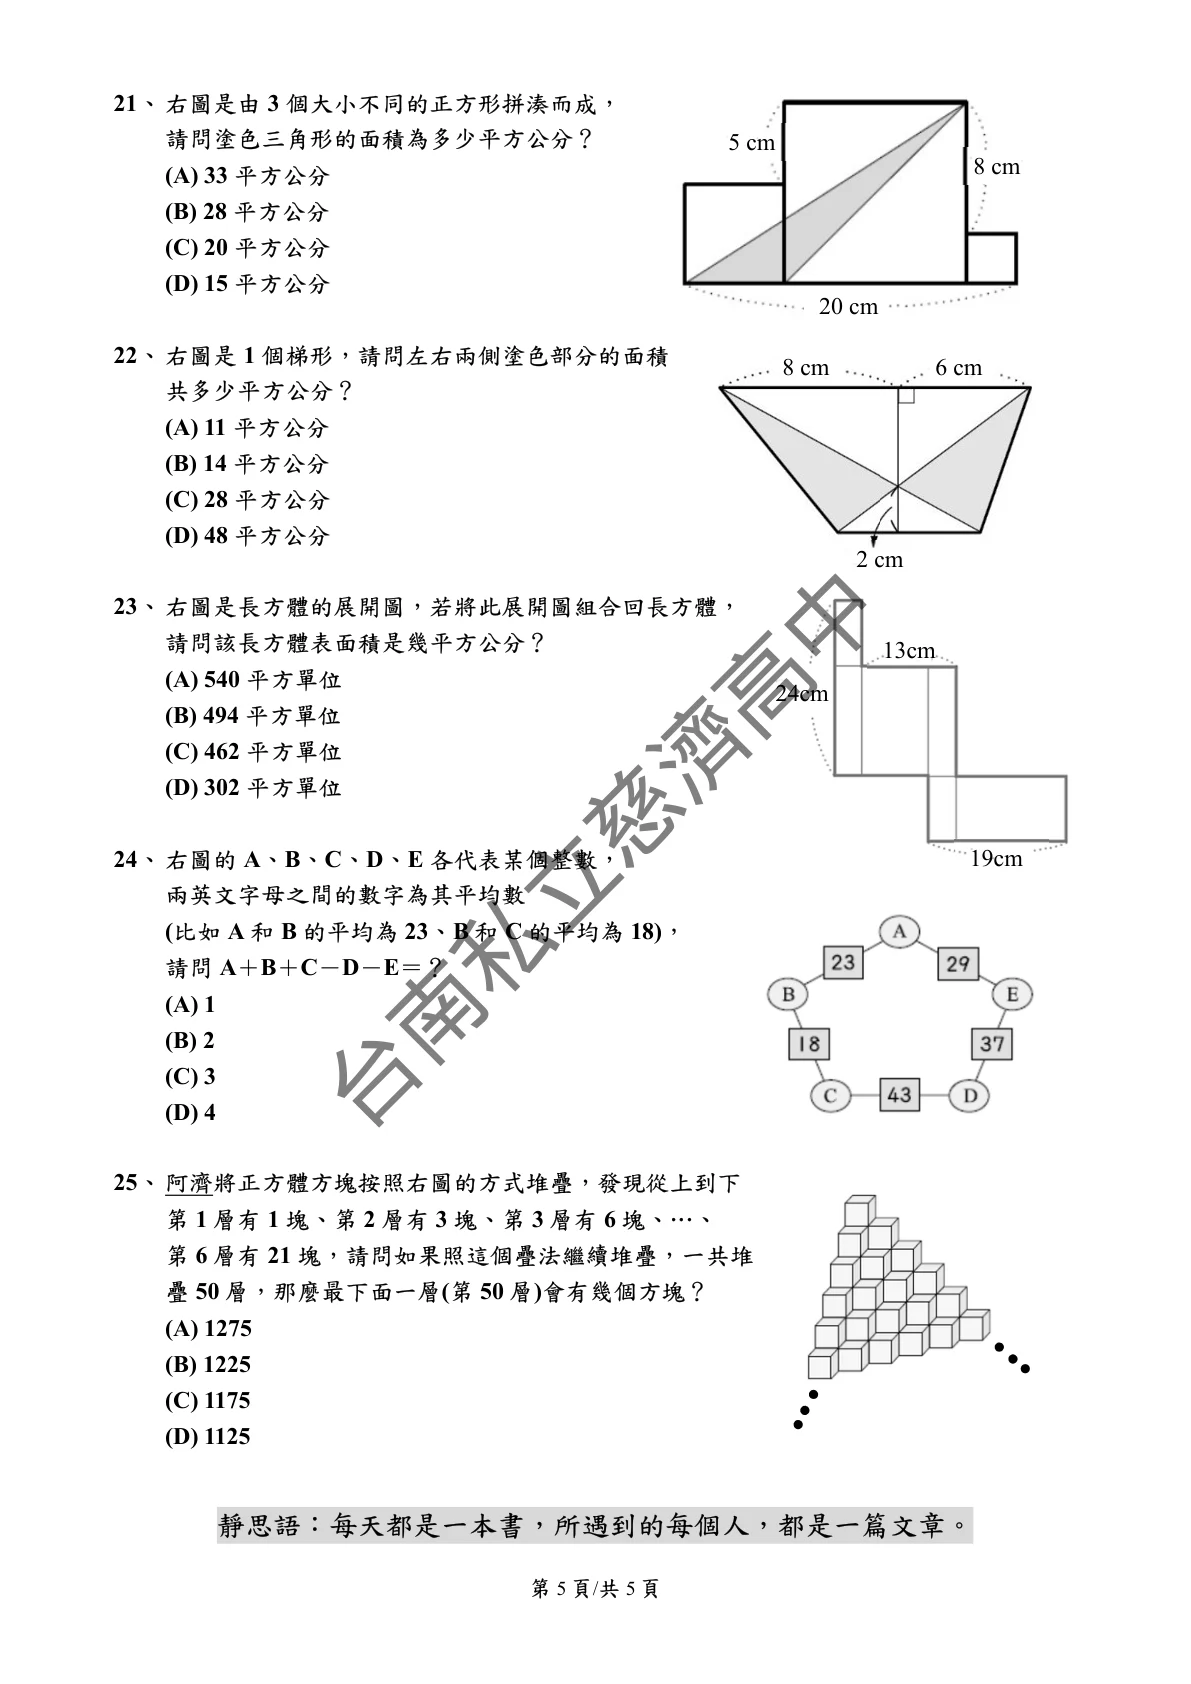 21、右圖是由 3 個大小不同的正方形拼湊而成，
請問塗色三角形的面積為多少平方公分？
(A) 33 平方公分
(B) 28 平方公分
(C) 20 平方公分
(D) 15 平方公分
5 cm
8 cm
20 cm
22、右圖是 1 個梯形，請問左右兩側塗色部分的面積
共多少平方公分？
(A) 11 平方公分
(B) 14 平方公分
(C) 28 平方公分
(D) 48 平方公分
8 cm
6 cm
2 cm
23、右圖是長方體的展開圖，若將此展開圖組合回長方體，
請問該長方體表面積是幾平方公分？
(A) 540 平方單位
(B) 494 平方單位
(C) 462 平方單位
(D) 302 平方單位
13cm
24cm
19cm
24、右圖的 A、B、C、D、E 各代表某個整數，
兩英文字母之間的數字為其平均數
(比如 A 和 B 的平均為 23、B 和 C 的平均為 18)，
請問 A＋B＋C－D－E＝？
(A) 1
(B) 2
(C) 3
(D) 4
A
23
29
B
E
18
37
C
43
D
25、阿濟將正方體方塊按照右圖的方式堆疊，發現從上到下
第 1 層有 1 塊、第 2 層有 3 塊、第 3 層有 6 塊、…、
第 6 層有 21 塊，請問如果照這個疊法繼續堆疊，一共堆
疊 50 層，那麼最下面一層(第 50 層)會有幾個方塊？
(A) 1275
(B) 1225
(C) 1175
(D) 1125
台南私立慈濟高中
靜思語：每天都是一本書，所遇到的每個人，都是一篇文章。
第 5 頁/共 5 頁